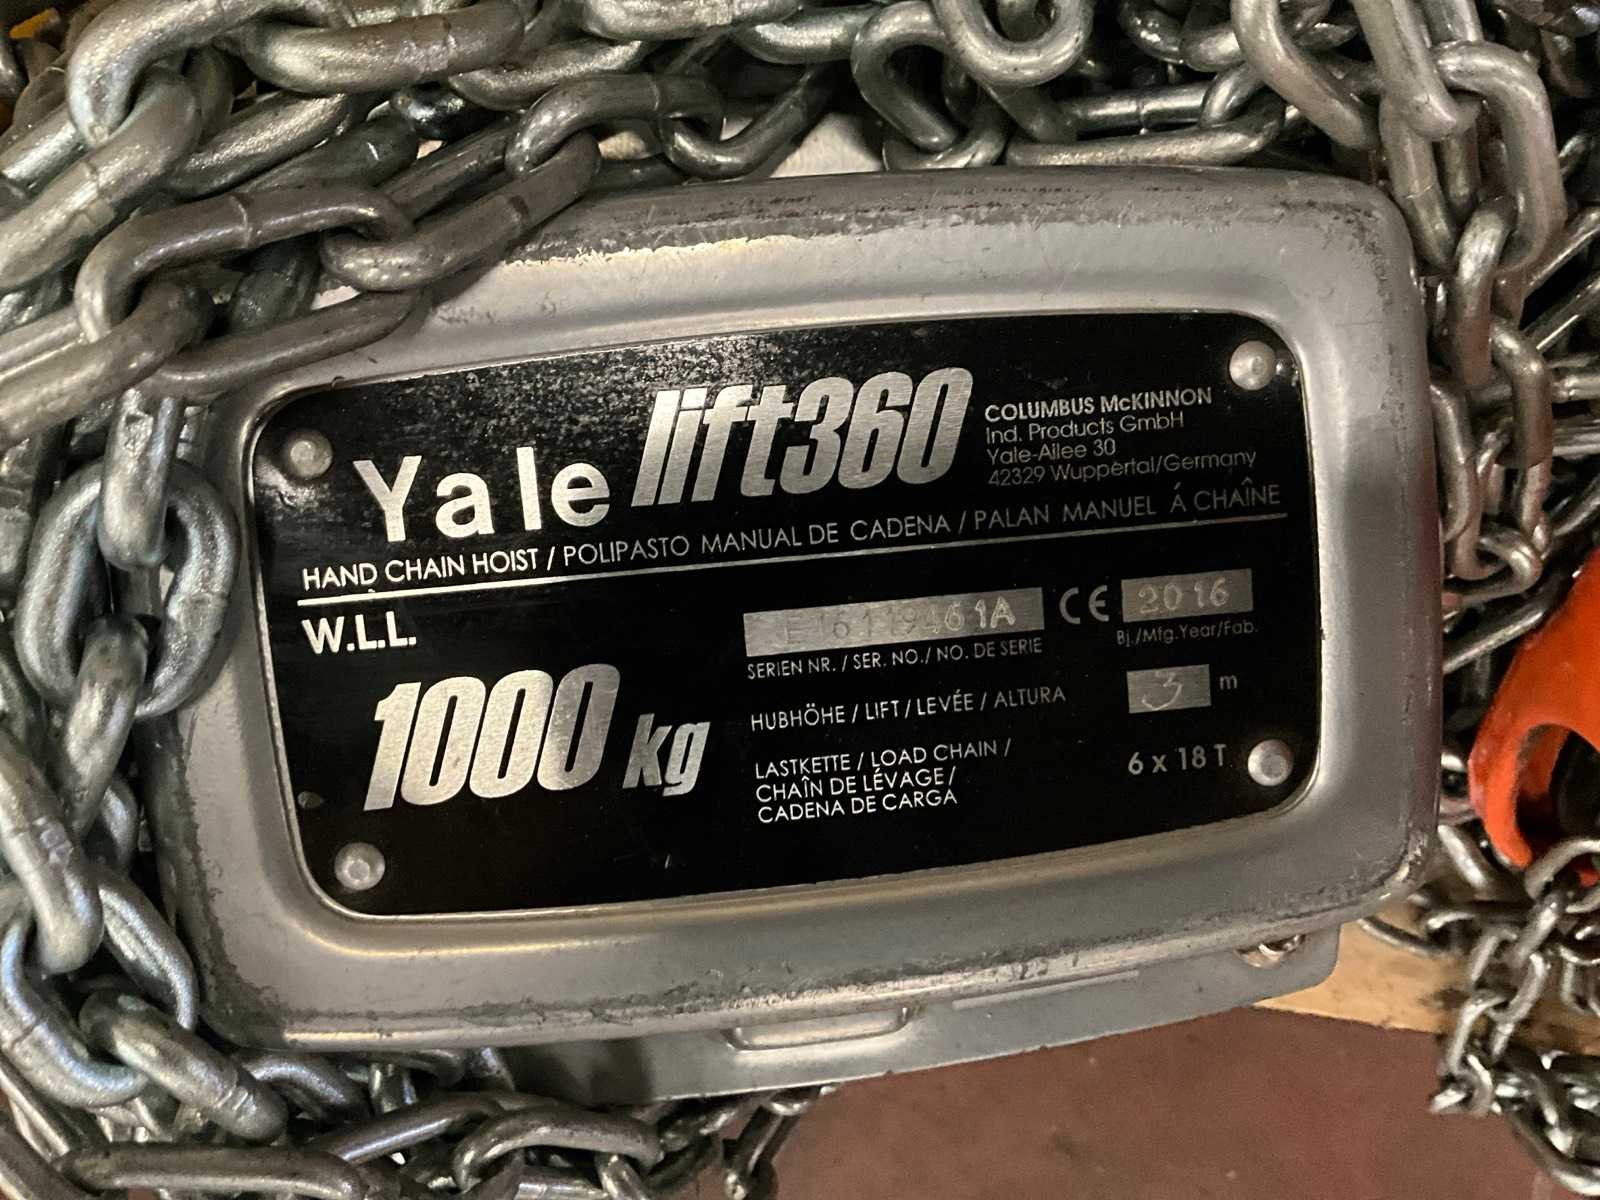 Yale lift360
COLUMBUS McKINNON
Ind. Products GmbH
Yale-Allee 30
42329 Wuppertal/Germany
HAND CHAIN HOIST / POLIPASTO MANUAL DE CADENA / PALAN MANUEL Á CHAÎNE
W.L.L.
1000 kg
E16119461A CE 2016
SERIEN NR. / SER. NO./ NO. DE SERIE Bj./Mfg.Year/Fab.
HUBHÖHE / LIFT / LEVÉE / ALTURA 3 m
LASTKETTE / LOAD CHAIN / 6 x 18 T
CHAÎN DE LÉVAGE /
CADENA DE CARGA